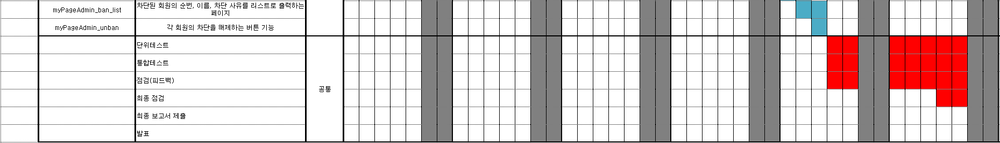 myPageAdmin_ban_list
차단된 회원의 순번, 이름, 차단 사유를 리스트로 출력하는
페이지
myPageAdmin_unban
각 회원의 차단을 해제하는 버튼 기능
단위테스트
통합테스트
점검(피드백)
공통
최종 점검
최종 보고서 제출
발표